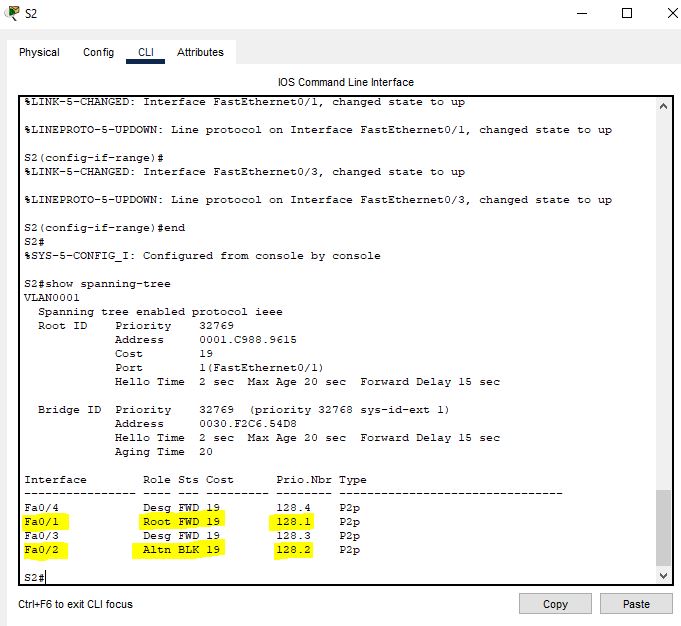 S2
Physical Config CLI Attributes
IOS Command Line Interface
%LINK-5-CHANGED: Interface FastEthernet0/1, changed state to up
%LINEPROTO-5-UPDOWN: Line protocol on Interface FastEthernet0/1, changed state to up
S2(config-if-range)#
%LINK-5-CHANGED: Interface FastEthernet0/3, changed state to up
%LINEPROTO-5-UPDOWN: Line protocol on Interface FastEthernet0/3, changed state to up
S2(config-if-range)#end
S2#
%SYS-5-CONFIG_I: Configured from console by console
S2#show spanning-tree
VLAN0001
Spanning tree enabled protocol ieee
Root ID Priority 32769
Address 0001.C988.9615
Cost 19
Port 1(FastEthernet0/1)
Hello Time 2 sec Max Age 20 sec Forward Delay 15 sec
Bridge ID Priority 32769 (priority 32768 sys-id-ext 1)
Address 0030.F2C6.54D8
Hello Time 2 sec Max Age 20 sec Forward Delay 15 sec
Aging Time 20
Interface Role Sts Cost Prio.Nbr Type
---------------- ---- --- --------- -------- --------------------------------
Fa0/4 Desg FWD 19 128.4 P2p
Fa0/1 Root FWD 19 128.1 P2p
Fa0/3 Desg FWD 19 128.3 P2p
Fa0/2 Altn BLK 19 128.2 P2p
S2#
Ctrl+F6 to exit CLI focus Copy Paste